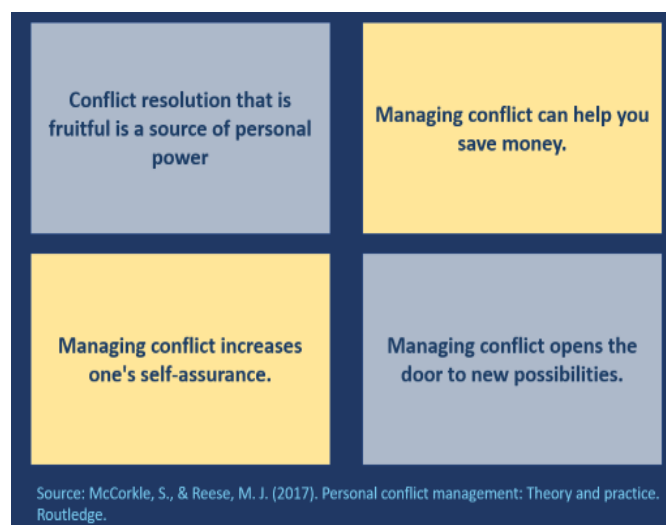 Conflict resolution that is
fruitful is a source of personal
power
Managing conflict can help you
save money.
Managing conflict increases
one's self-assurance.
Managing conflict opens the
door to new possibilities.
Source: McCorkle, S., & Reese, M. J. (2017). Personal conflict management: Theory and practice.
Routledge.